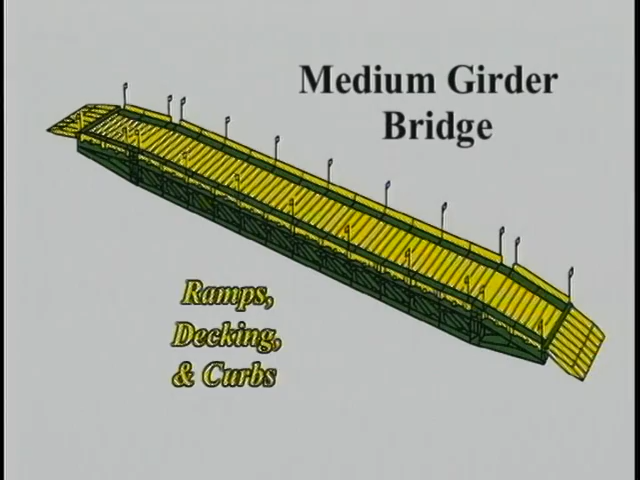 Medium Girder
Bridge
Ramps,
Decking,
& Curbs